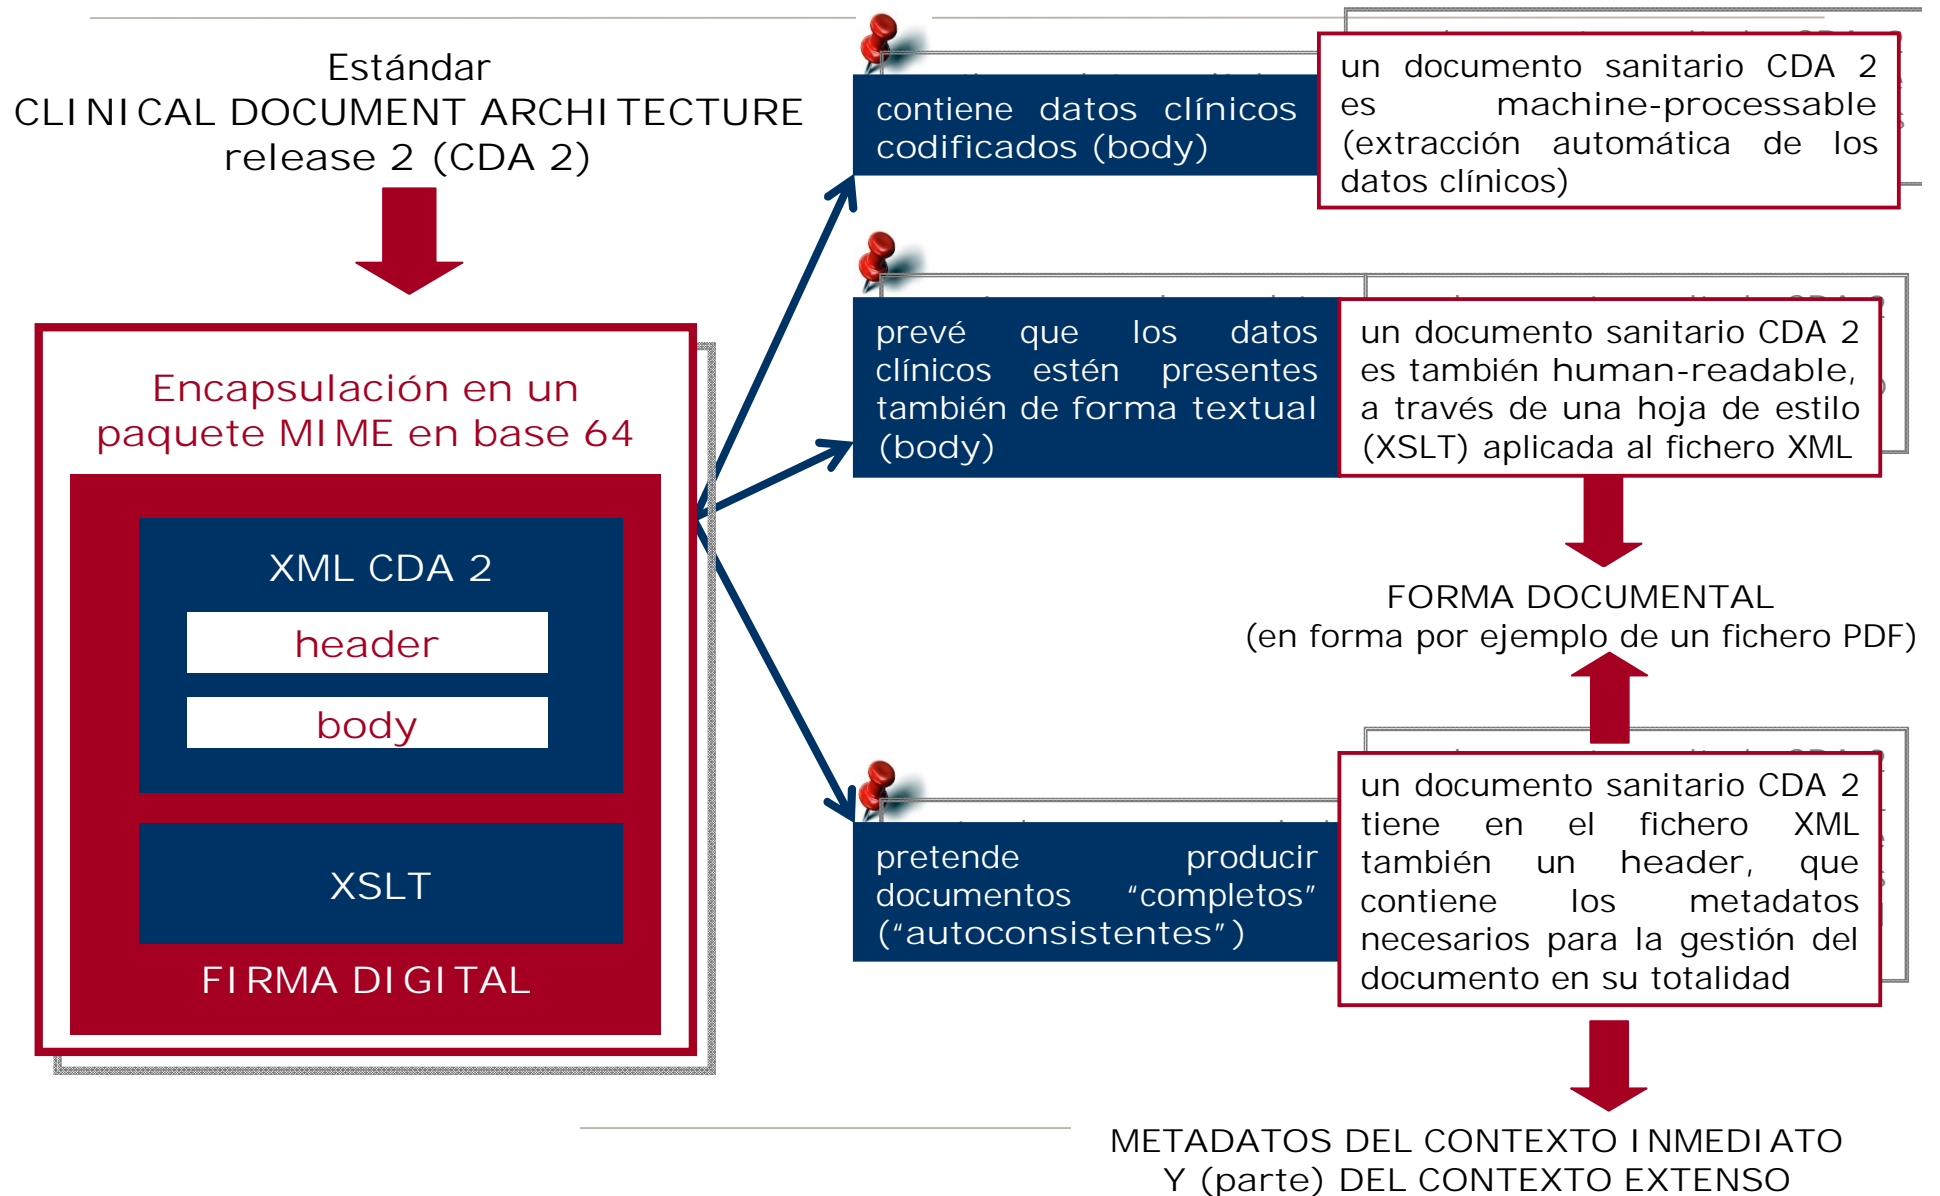 Estándar
CLINICAL DOCUMENT ARCHITECTURE
release 2 (CDA 2)
Encapsulación en un
paquete MIME en base 64
XML CDA 2
header
body
XSLT
FIRMA DIGITAL
contiene datos clínicos
codificados (body)
un documento sanitario CDA 2
es machine-processable
(extracción automática de los
datos clínicos)
prevé que los datos
clínicos estén presentes
también de forma textual
(body)
un documento sanitario CDA 2
es también human-readable,
a través de una hoja de estilo
(XSLT) aplicada al fichero XML
FORMA DOCUMENTAL
(en forma por ejemplo de un fichero PDF)
pretende producir
documentos “completos”
(“autoconsistentes”)
un documento sanitario CDA 2
tiene en el fichero XML
también un header, que
contiene los metadatos
necesarios para la gestión del
documento en su totalidad
METADATOS DEL CONTEXTO INMEDIATO
Y (parte) DEL CONTEXTO EXTENSO